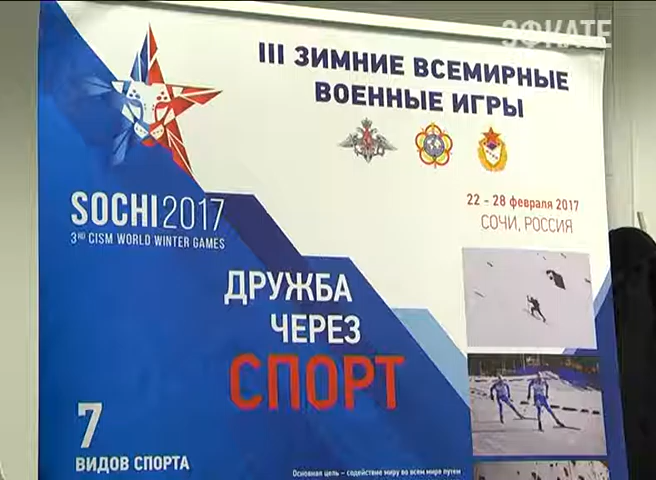 ЭФКАТЕ
III ЗИМНИЕ ВСЕМИРНЫЕ
ВОЕННЫЕ ИГРЫ
SOCHI2017
3RD CISM WORLD WINTER GAMES
22 - 28 февраля 2017
СОЧИ, РОССИЯ
ДРУЖБА
ЧЕРЕЗ
СПОРТ
7
ВИДОВ СПОРТА
Основная цель – содействие миру во всем мире путем